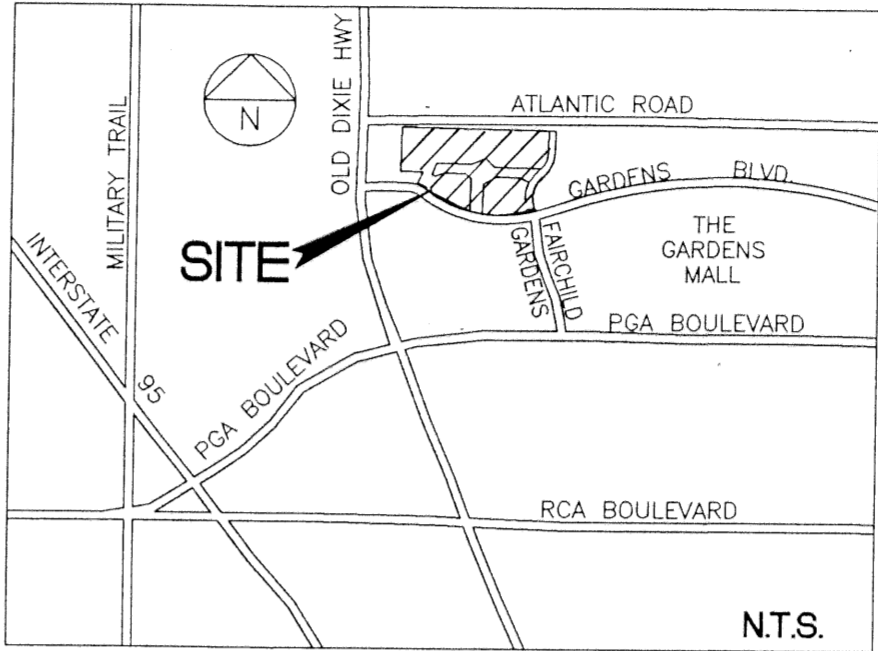 OLD DIXIE HWY
MILITARY TRAIL
N
ATLANTIC ROAD
GARDENS BLVD.
SITE
INTERSTATE 95
THE
GARDENS
MALL
FAIRCHILD
GARDENS
PGA BOULEVARD
PGA BOULEVARD
RCA BOULEVARD
N.T.S.